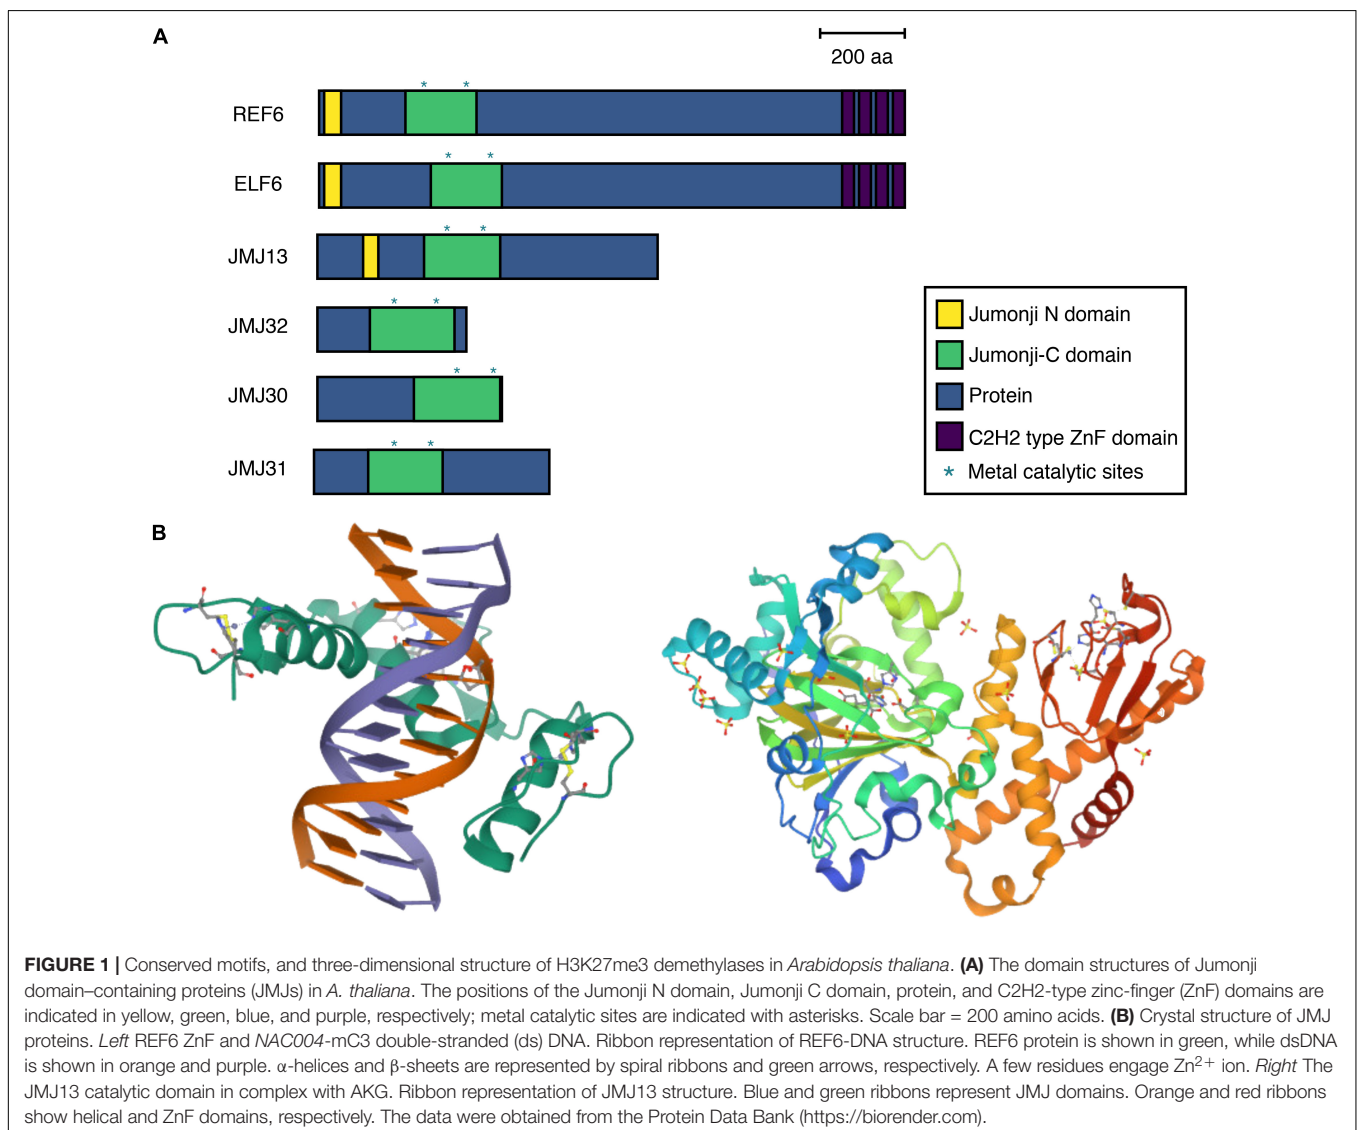 A
200 aa
* *
REF6
* *
ELF6
* *
JMJ13
* *
JMJ32
* *
JMJ30
* *
JMJ31
Jumonji N domain
Jumonji-C domain
Protein
C2H2 type ZnF domain
* Metal catalytic sites
B
FIGURE 1 | Conserved motifs, and three-dimensional structure of H3K27me3 demethylases in Arabidopsis thaliana. (A) The domain structures of Jumonji
domain–containing proteins (JMJs) in A. thaliana. The positions of the Jumonji N domain, Jumonji C domain, protein, and C2H2-type zinc-finger (ZnF) domains are
indicated in yellow, green, blue, and purple, respectively; metal catalytic sites are indicated with asterisks. Scale bar = 200 amino acids. (B) Crystal structure of JMJ
proteins. Left REF6 ZnF and NAC004-mC3 double-stranded (ds) DNA. Ribbon representation of REF6-DNA structure. REF6 protein is shown in green, while dsDNA
is shown in orange and purple. α-helices and β-sheets are represented by spiral ribbons and green arrows, respectively. A few residues engage Zn²⁺ ion. Right The
JMJ13 catalytic domain in complex with AKG. Ribbon representation of JMJ13 structure. Blue and green ribbons represent JMJ domains. Orange and red ribbons
show helical and ZnF domains, respectively. The data were obtained from the Protein Data Bank (https://biorender.com).